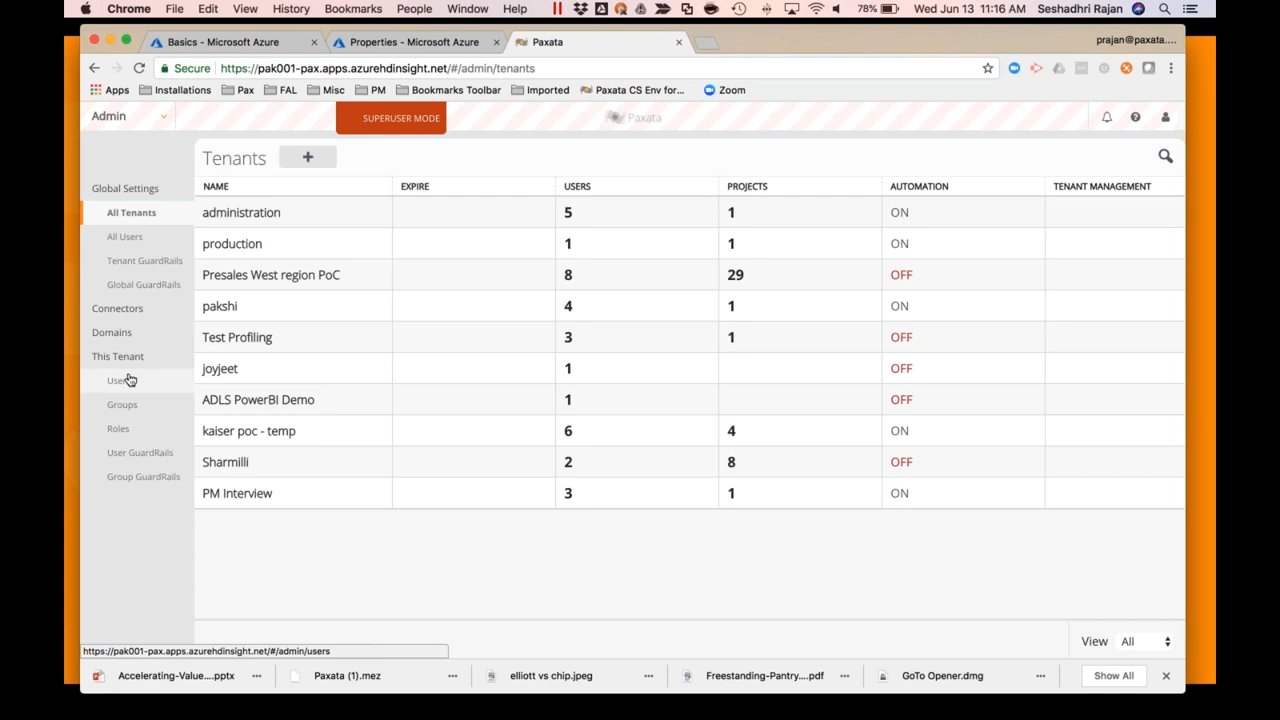 Chrome File Edit View History Bookmarks People Window Help 78% Wed Jun 13 11:16 AM Seshadhri Rajan
Basics - Microsoft Azure Properties - Microsoft Azure Paxata prajan@paxata....
Secure https://pak001-pax.apps.azurehdinsight.net/#/admin/tenants
Apps Installations Pax FAL Misc PM Bookmarks Toolbar Imported Paxata CS Env for... Zoom
Admin SUPERUSER MODE Paxata
Tenants +
NAME EXPIRE USERS PROJECTS AUTOMATION TENANT MANAGEMENT
administration 5 1 ON
production 1 1 ON
Presales West region PoC 8 29 OFF
pakshi 4 1 ON
Test Profiling 3 1 OFF
joyjeet 1 OFF
ADLS PowerBI Demo 1 OFF
kaiser poc - temp 6 4 ON
Sharmilli 2 8 OFF
PM Interview 3 1 ON
Global Settings
All Tenants
All Users
Tenant GuardRails
Global GuardRails
Connectors
Domains
This Tenant
Groups
Roles
User GuardRails
Group GuardRails
View All
https://pak001-pax.apps.azurehdinsight.net/#/admin/users
Accelerating-Value....pptx Paxata (1).mez elliott vs chip.jpeg Freestanding-Pantry....pdf GoTo Opener.dmg Show All